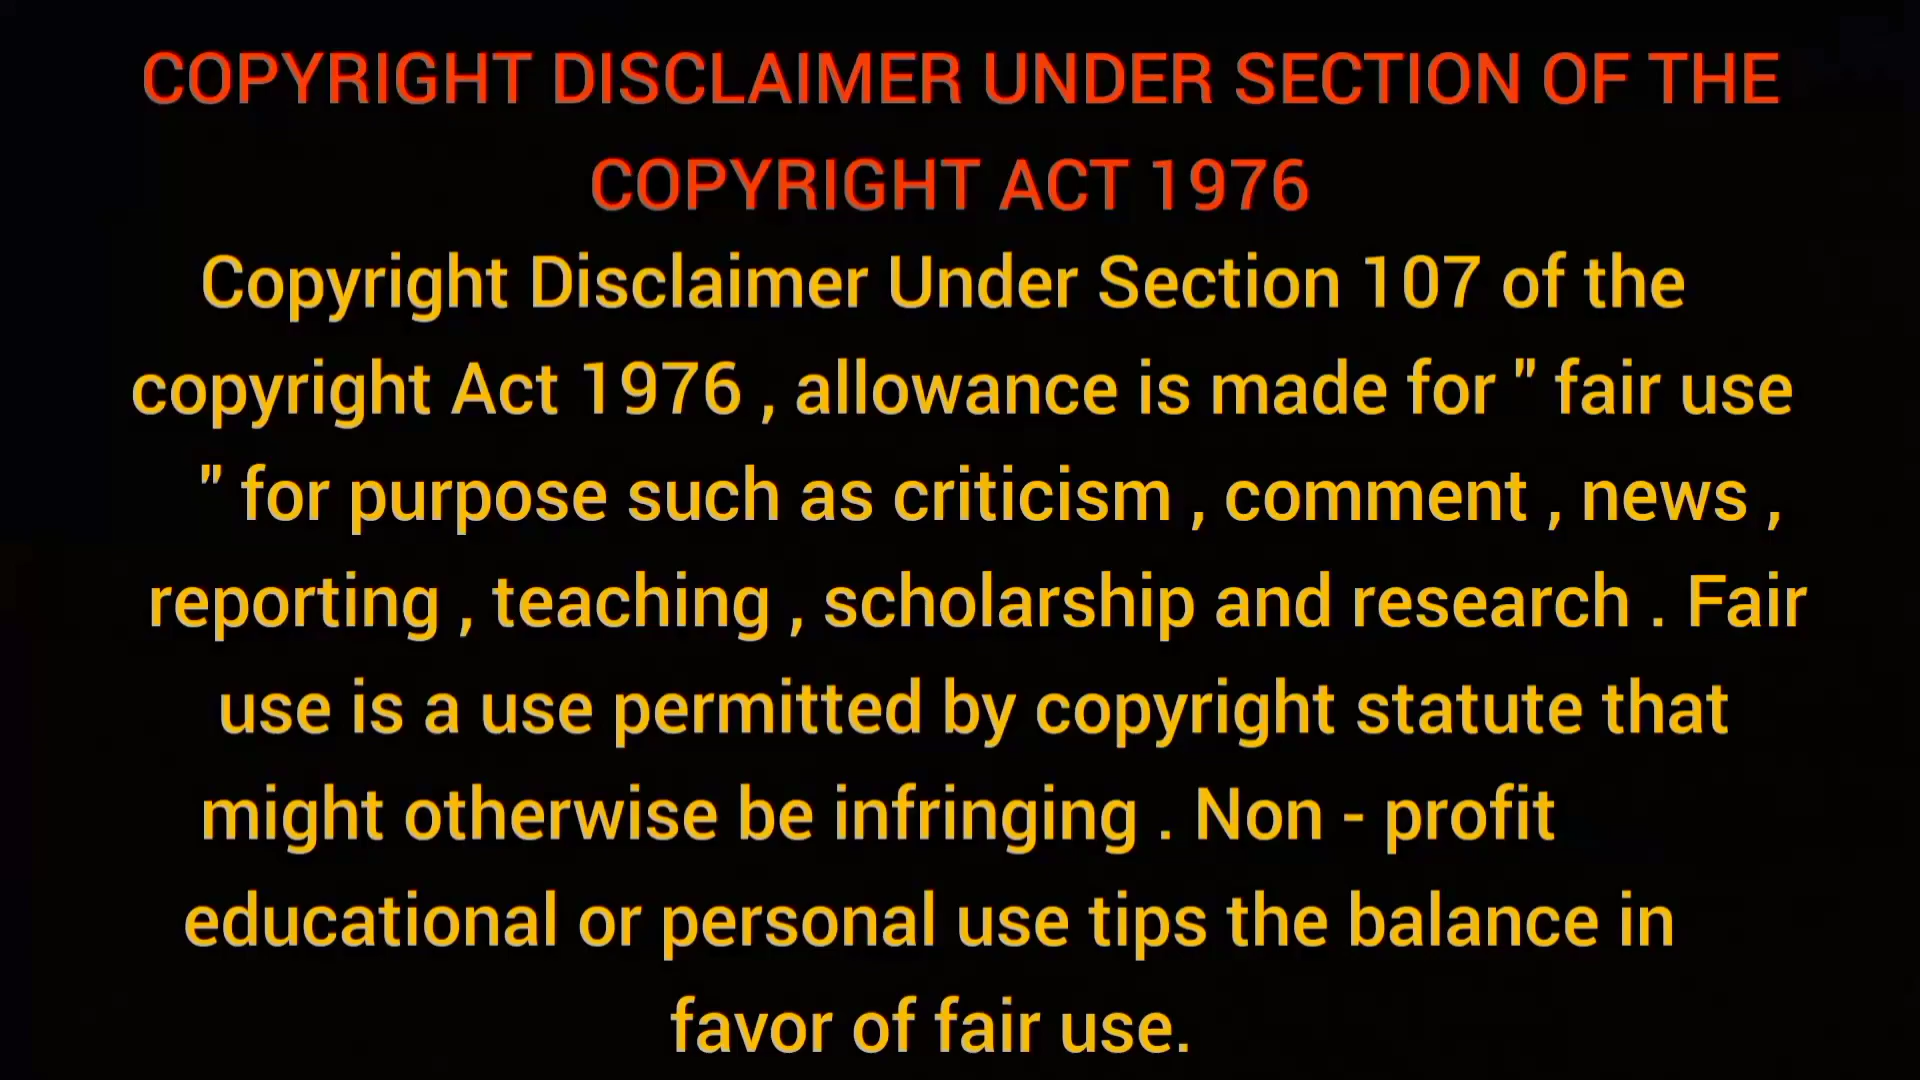 COPYRIGHT DISCLAIMER UNDER SECTION OF THE
COPYRIGHT ACT 1976
Copyright Disclaimer Under Section 107 of the
copyright Act 1976 , allowance is made for " fair use
" for purpose such as criticism , comment , news ,
reporting , teaching , scholarship and research . Fair
use is a use permitted by copyright statute that
might otherwise be infringing . Non - profit
educational or personal use tips the balance in
favor of fair use.